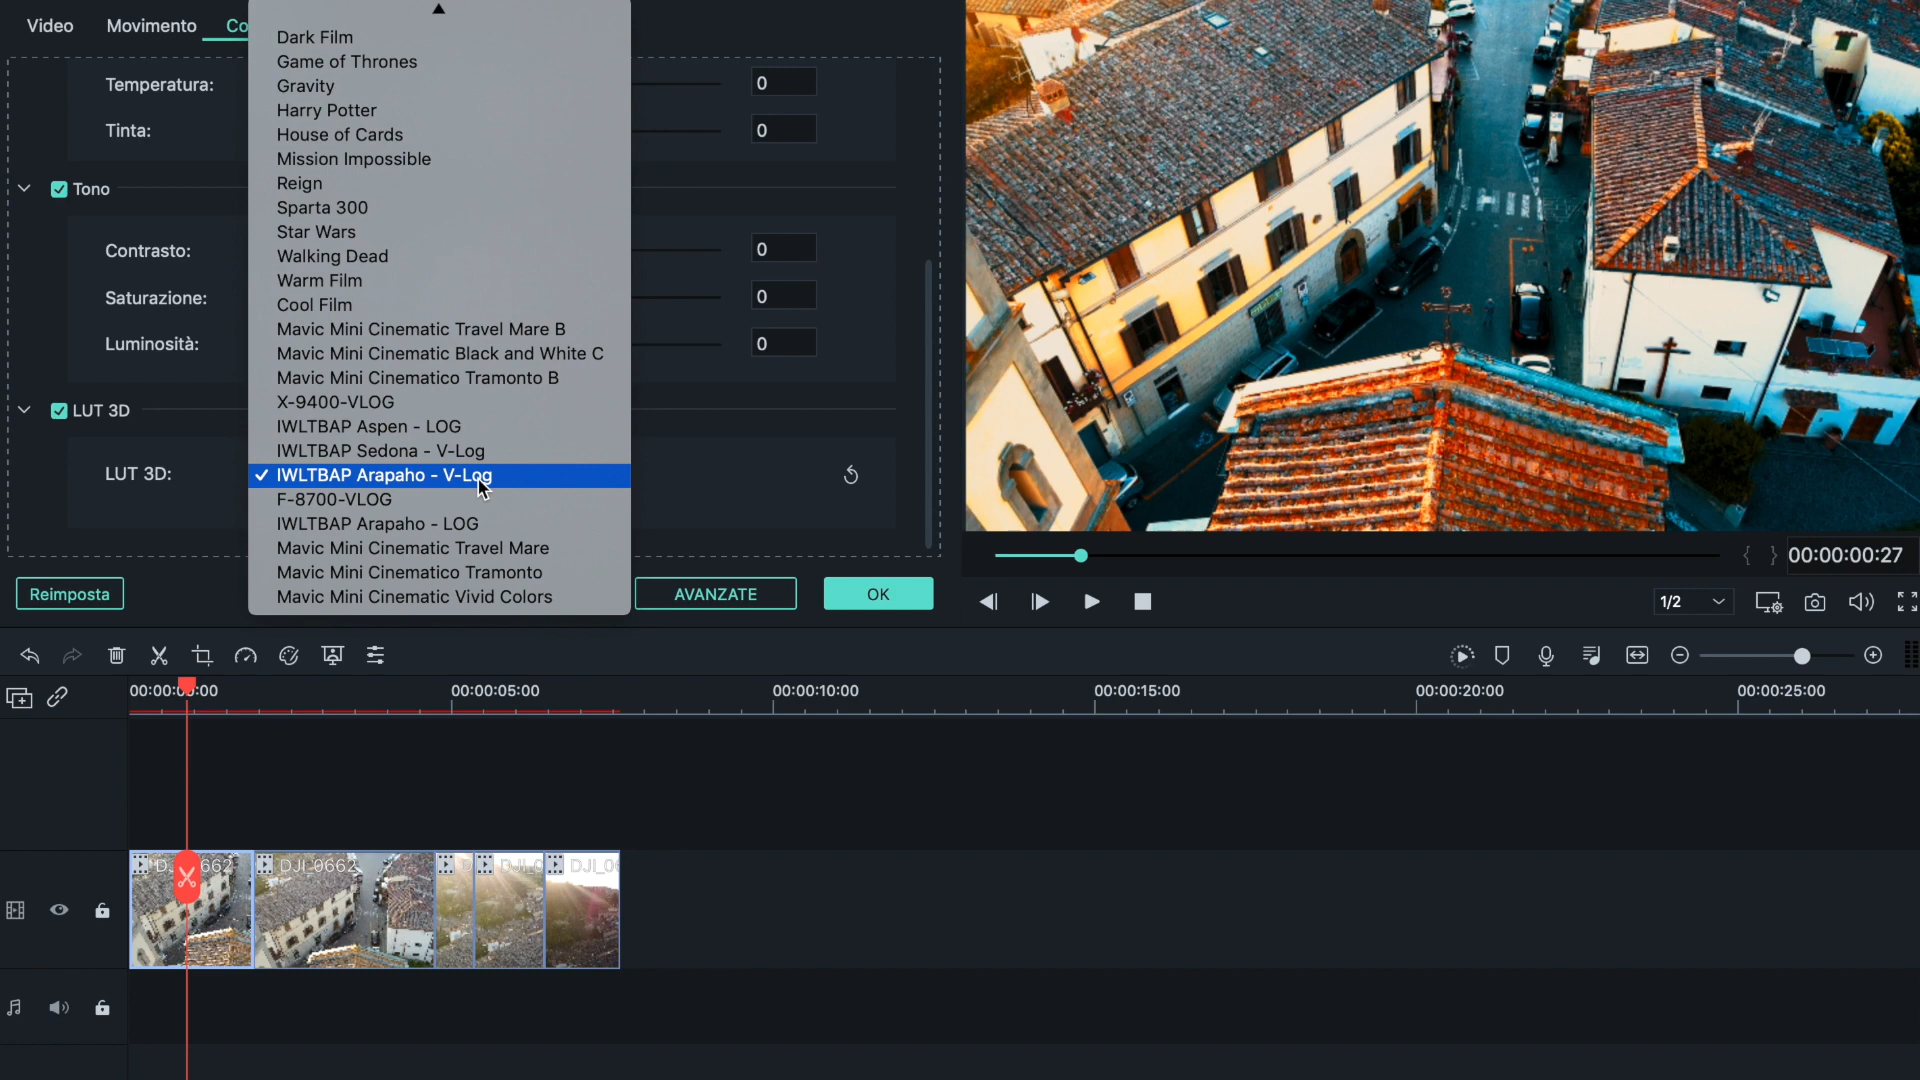 Video Movimento Co
Dark Film
Game of Thrones
Gravity
Harry Potter
House of Cards
Mission Impossible
Reign
Sparta 300
Star Wars
Walking Dead
Warm Film
Cool Film
Mavic Mini Cinematic Travel Mare B
Mavic Mini Cinematic Black and White C
Mavic Mini Cinematico Tramonto B
X-9400-VLOG
IWLTBAP Aspen - LOG
IWLTBAP Sedona - V-Log
IWLTBAP Arapaho - V-Log
F-8700-VLOG
IWLTBAP Arapaho - LOG
Mavic Mini Cinematic Travel Mare
Mavic Mini Cinematico Tramonto
Mavic Mini Cinematic Vivid Colors
Temperatura: 0
Tinta: 0
Tono
Contrasto: 0
Saturazione: 0
Luminosità: 0
LUT 3D
LUT 3D:
Reimposta AVANZATE OK
{ } 00:00:00:27
1/2
00:00:00:00 00:00:05:00 00:00:10:00 00:00:15:00 00:00:20:00 00:00:25:00
DJI_0662